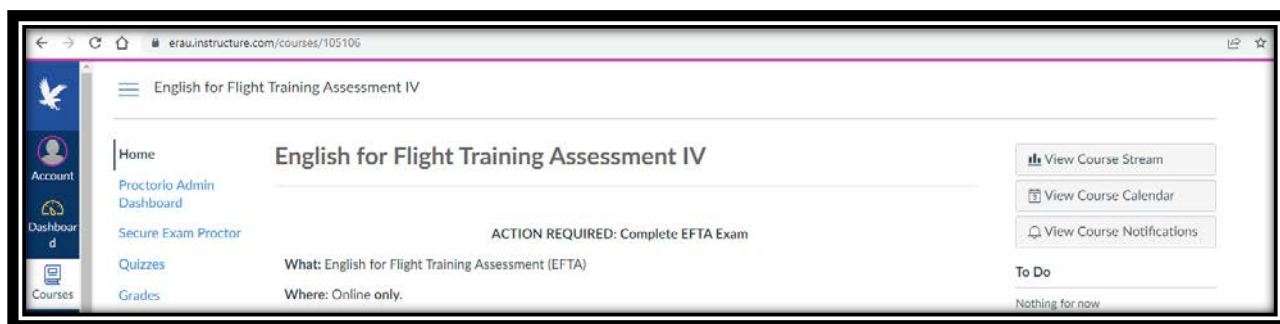 erau.instructure.com/courses/105106
English for Flight Training Assessment IV
Account
Dashboar
d
Courses
Home
Proctorio Admin
Dashboard
Secure Exam Proctor
Quizzes
Grades
English for Flight Training Assessment IV
ACTION REQUIRED: Complete EFTA Exam
What: English for Flight Training Assessment (EFTA)
Where: Online only.
View Course Stream
View Course Calendar
View Course Notifications
To Do
Nothing for now